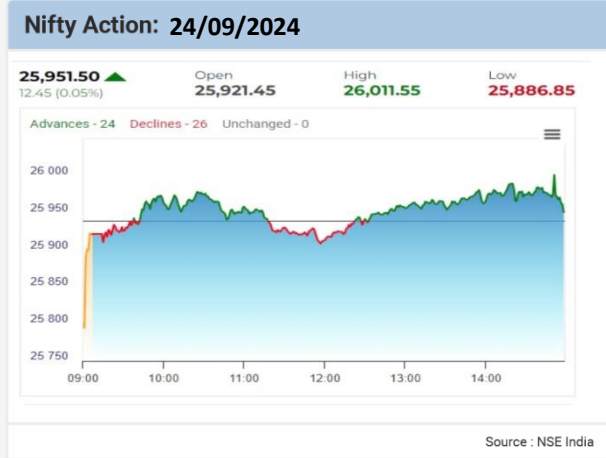 Nifty Action: 24/09/2024
25,951.50 Open High Low
12.45 (0.05%) 25,921.45 26,011.55 25,886.85
Advances - 24 Declines - 26 Unchanged - 0
26 000
25 950
25 900
25 850
25 800
25 750
09:00 10:00 11:00 12:00 13:00 14:00
Source : NSE India